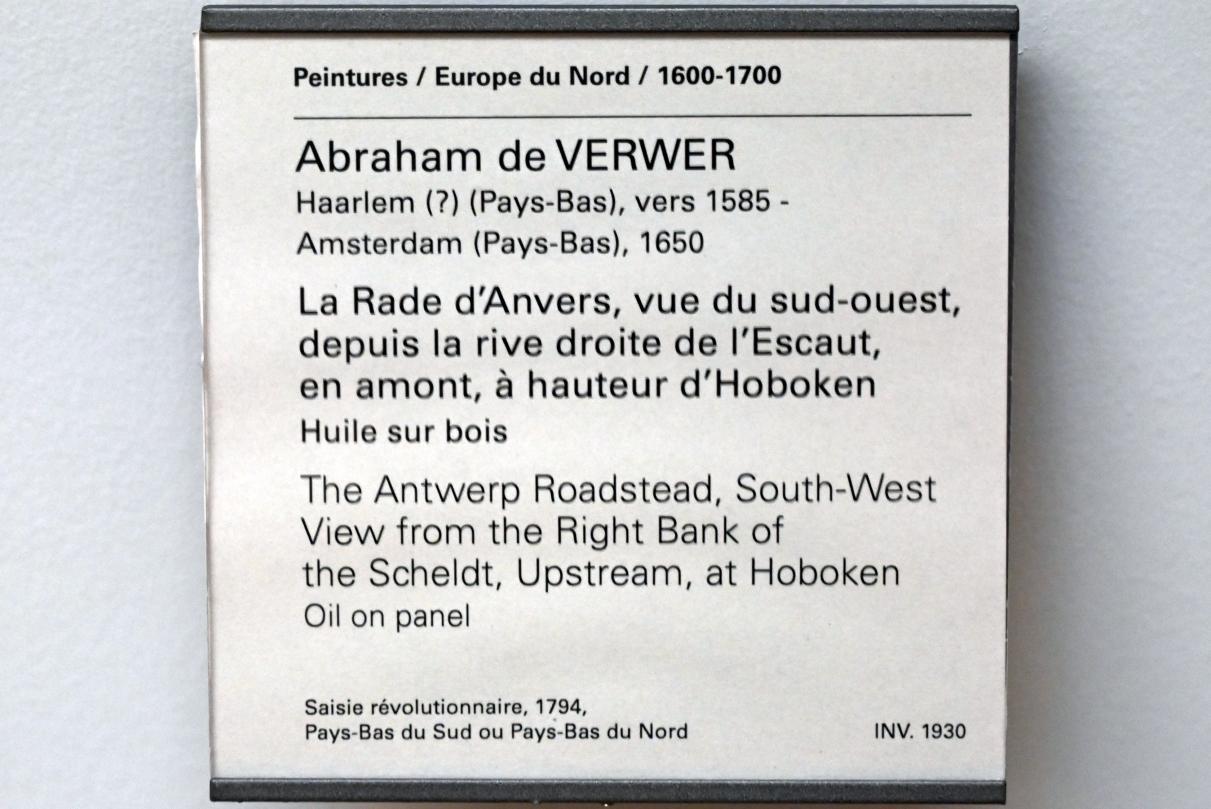 Peintures / Europe du Nord / 1600-1700
Abraham de VERWER
Haarlem (?) (Pays-Bas), vers 1585 -
Amsterdam (Pays-Bas), 1650
La Rade d'Anvers, vue du sud-ouest,
depuis la rive droite de l'Escaut,
en amont, à hauteur d'Hoboken
Huile sur bois
The Antwerp Roadstead, South-West
View from the Right Bank of
the Scheldt, Upstream, at Hoboken
Oil on panel
Saisie révolutionnaire, 1794,
Pays-Bas du Sud ou Pays-Bas du Nord
INV. 1930